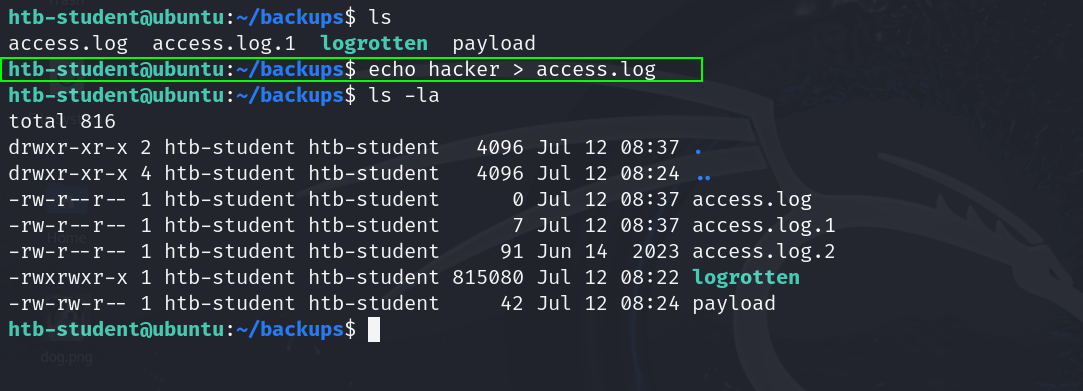 htb-student@ubuntu:~/backups$ ls
access.log  access.log.1  logrotten  payload
htb-student@ubuntu:~/backups$ echo hacker > access.log
htb-student@ubuntu:~/backups$ ls -la
total 816
drwxr-xr-x 2 htb-student htb-student   4096 Jul 12 08:37 .
drwxr-xr-x 4 htb-student htb-student   4096 Jul 12 08:24 ..
-rw-r--r-- 1 htb-student htb-student      0 Jul 12 08:37 access.log
-rw-r--r-- 1 htb-student htb-student      7 Jul 12 08:37 access.log.1
-rw-r--r-- 1 htb-student htb-student     91 Jun 14  2023 access.log.2
-rwxrwxr-x 1 htb-student htb-student 815080 Jul 12 08:22 logrotten
-rw-rw-r-- 1 htb-student htb-student     42 Jul 12 08:24 payload
htb-student@ubuntu:~/backups$
Home
dog.png